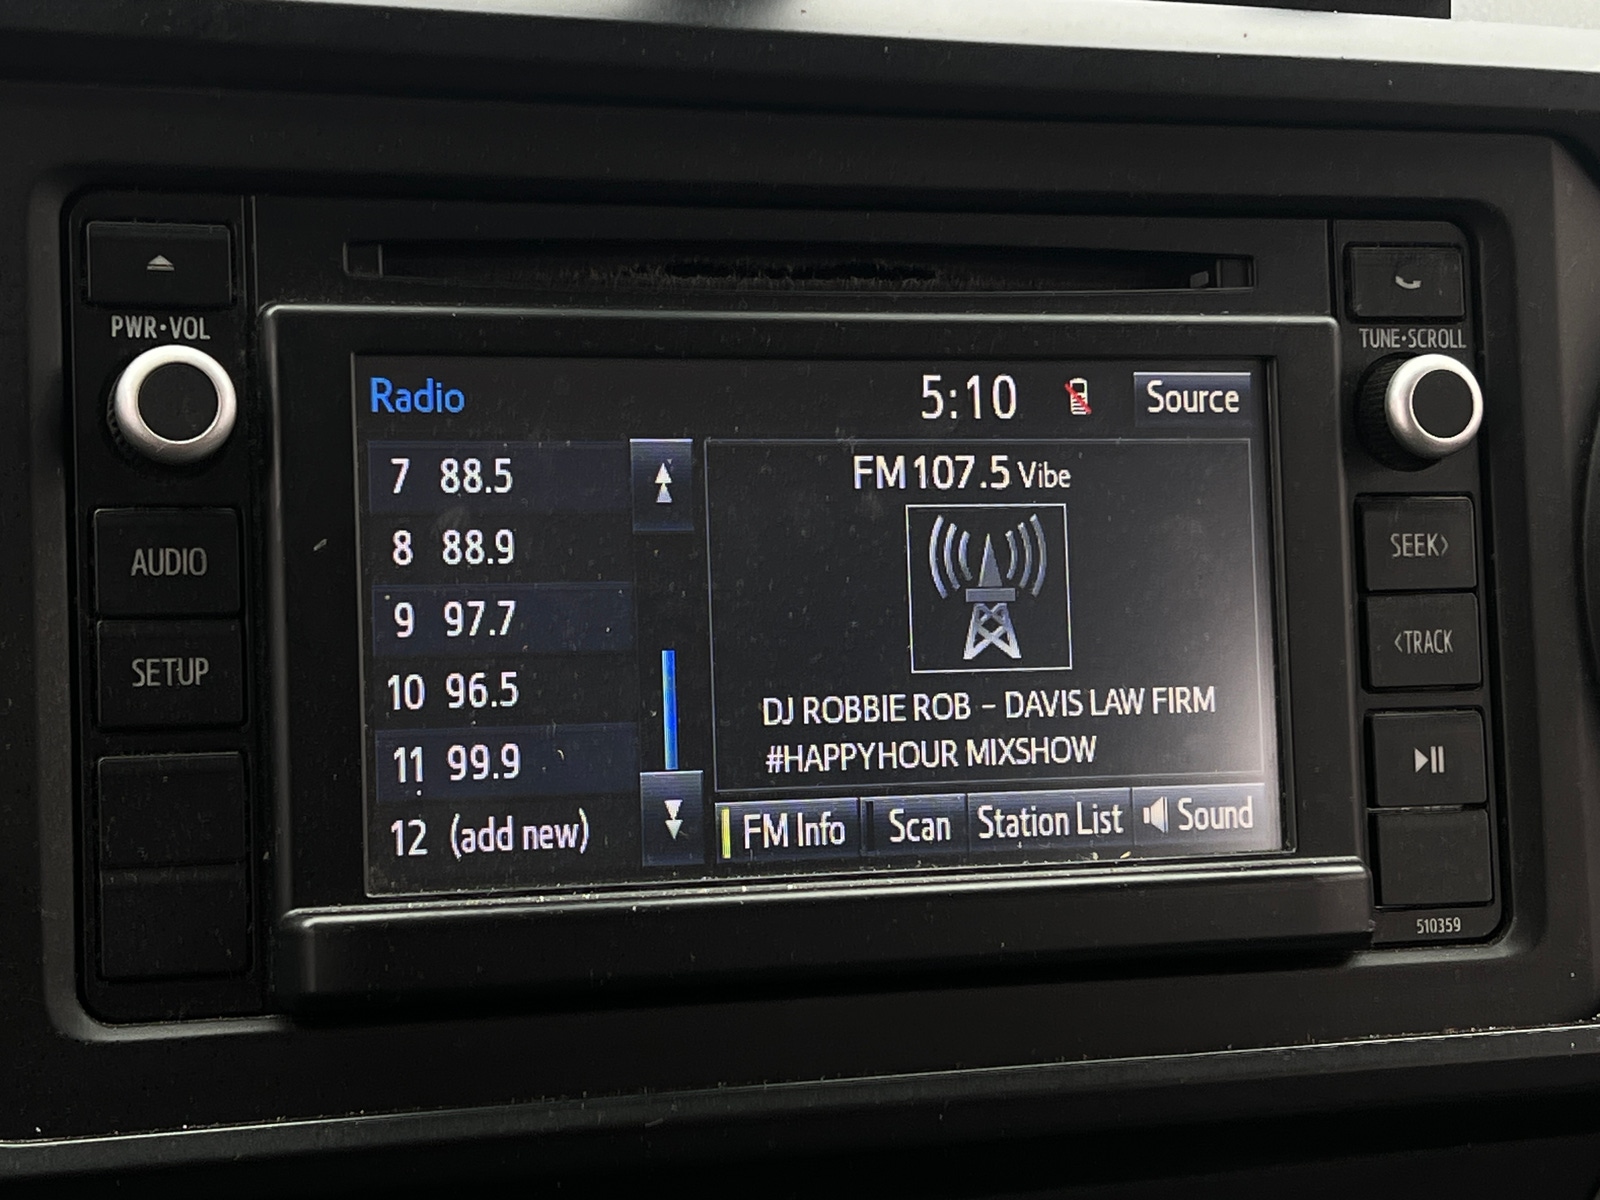 PWR•VOL
AUDIO
SETUP
Radio
5:10
Source
7 88.5
8 88.9
9 97.7
10 96.5
11 99.9
12 (add new)
FM 107.5 Vibe
DJ ROBBIE ROB - DAVIS LAW FIRM
#HAPPYHOUR MIXSHOW
FM Info
Scan
Station List
Sound
TUNE•SCROLL
SEEK>
<TRACK
510359